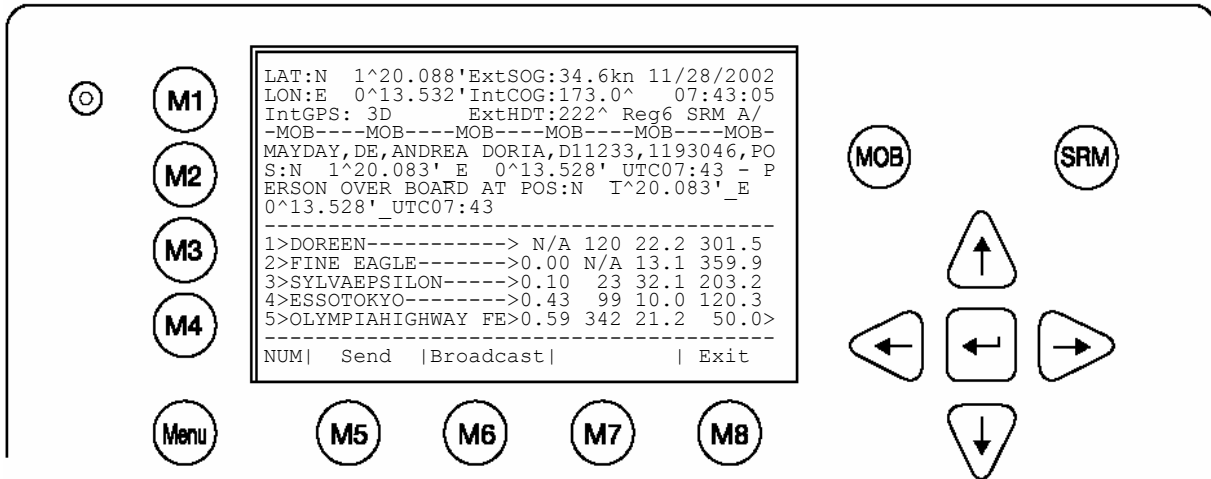 LAT:N  1^20.088'ExtSOG:34.6kn 11/28/2002
LON:E  0^13.532'IntCOG:173.0^   07:43:05
IntGPS: 3D      ExtHDT:222^ Reg6 SRM A/
-MOB----MOB----MOB----MOB----MOB----MOB-
MAYDAY,DE,ANDREA DORIA,D11233,1193046,PO
S:N  1^20.083'_E  0^13.528'_UTC07:43 - P
ERSON OVER BOARD AT POS:N  1^20.083'_E
0^13.528'_UTC07:43
----------------------------------------
1>DOREEN-----------> N/A 120 22.2 301.5
2>FINE EAGLE------->0.00 N/A 13.1 359.9
3>SYLVAEPSILON----->0.10  23 32.1 203.2
4>ESSOTOKYO-------->0.43  99 10.0 120.3
5>OLYMPIAHIGHWAY FE>0.59 342 21.2  50.0>
----------------------------------------
NUM|  Send  |Broadcast|         | Exit
M1
M2
M3
M4
Menu
M5
M6
M7
M8
MOB
SRM